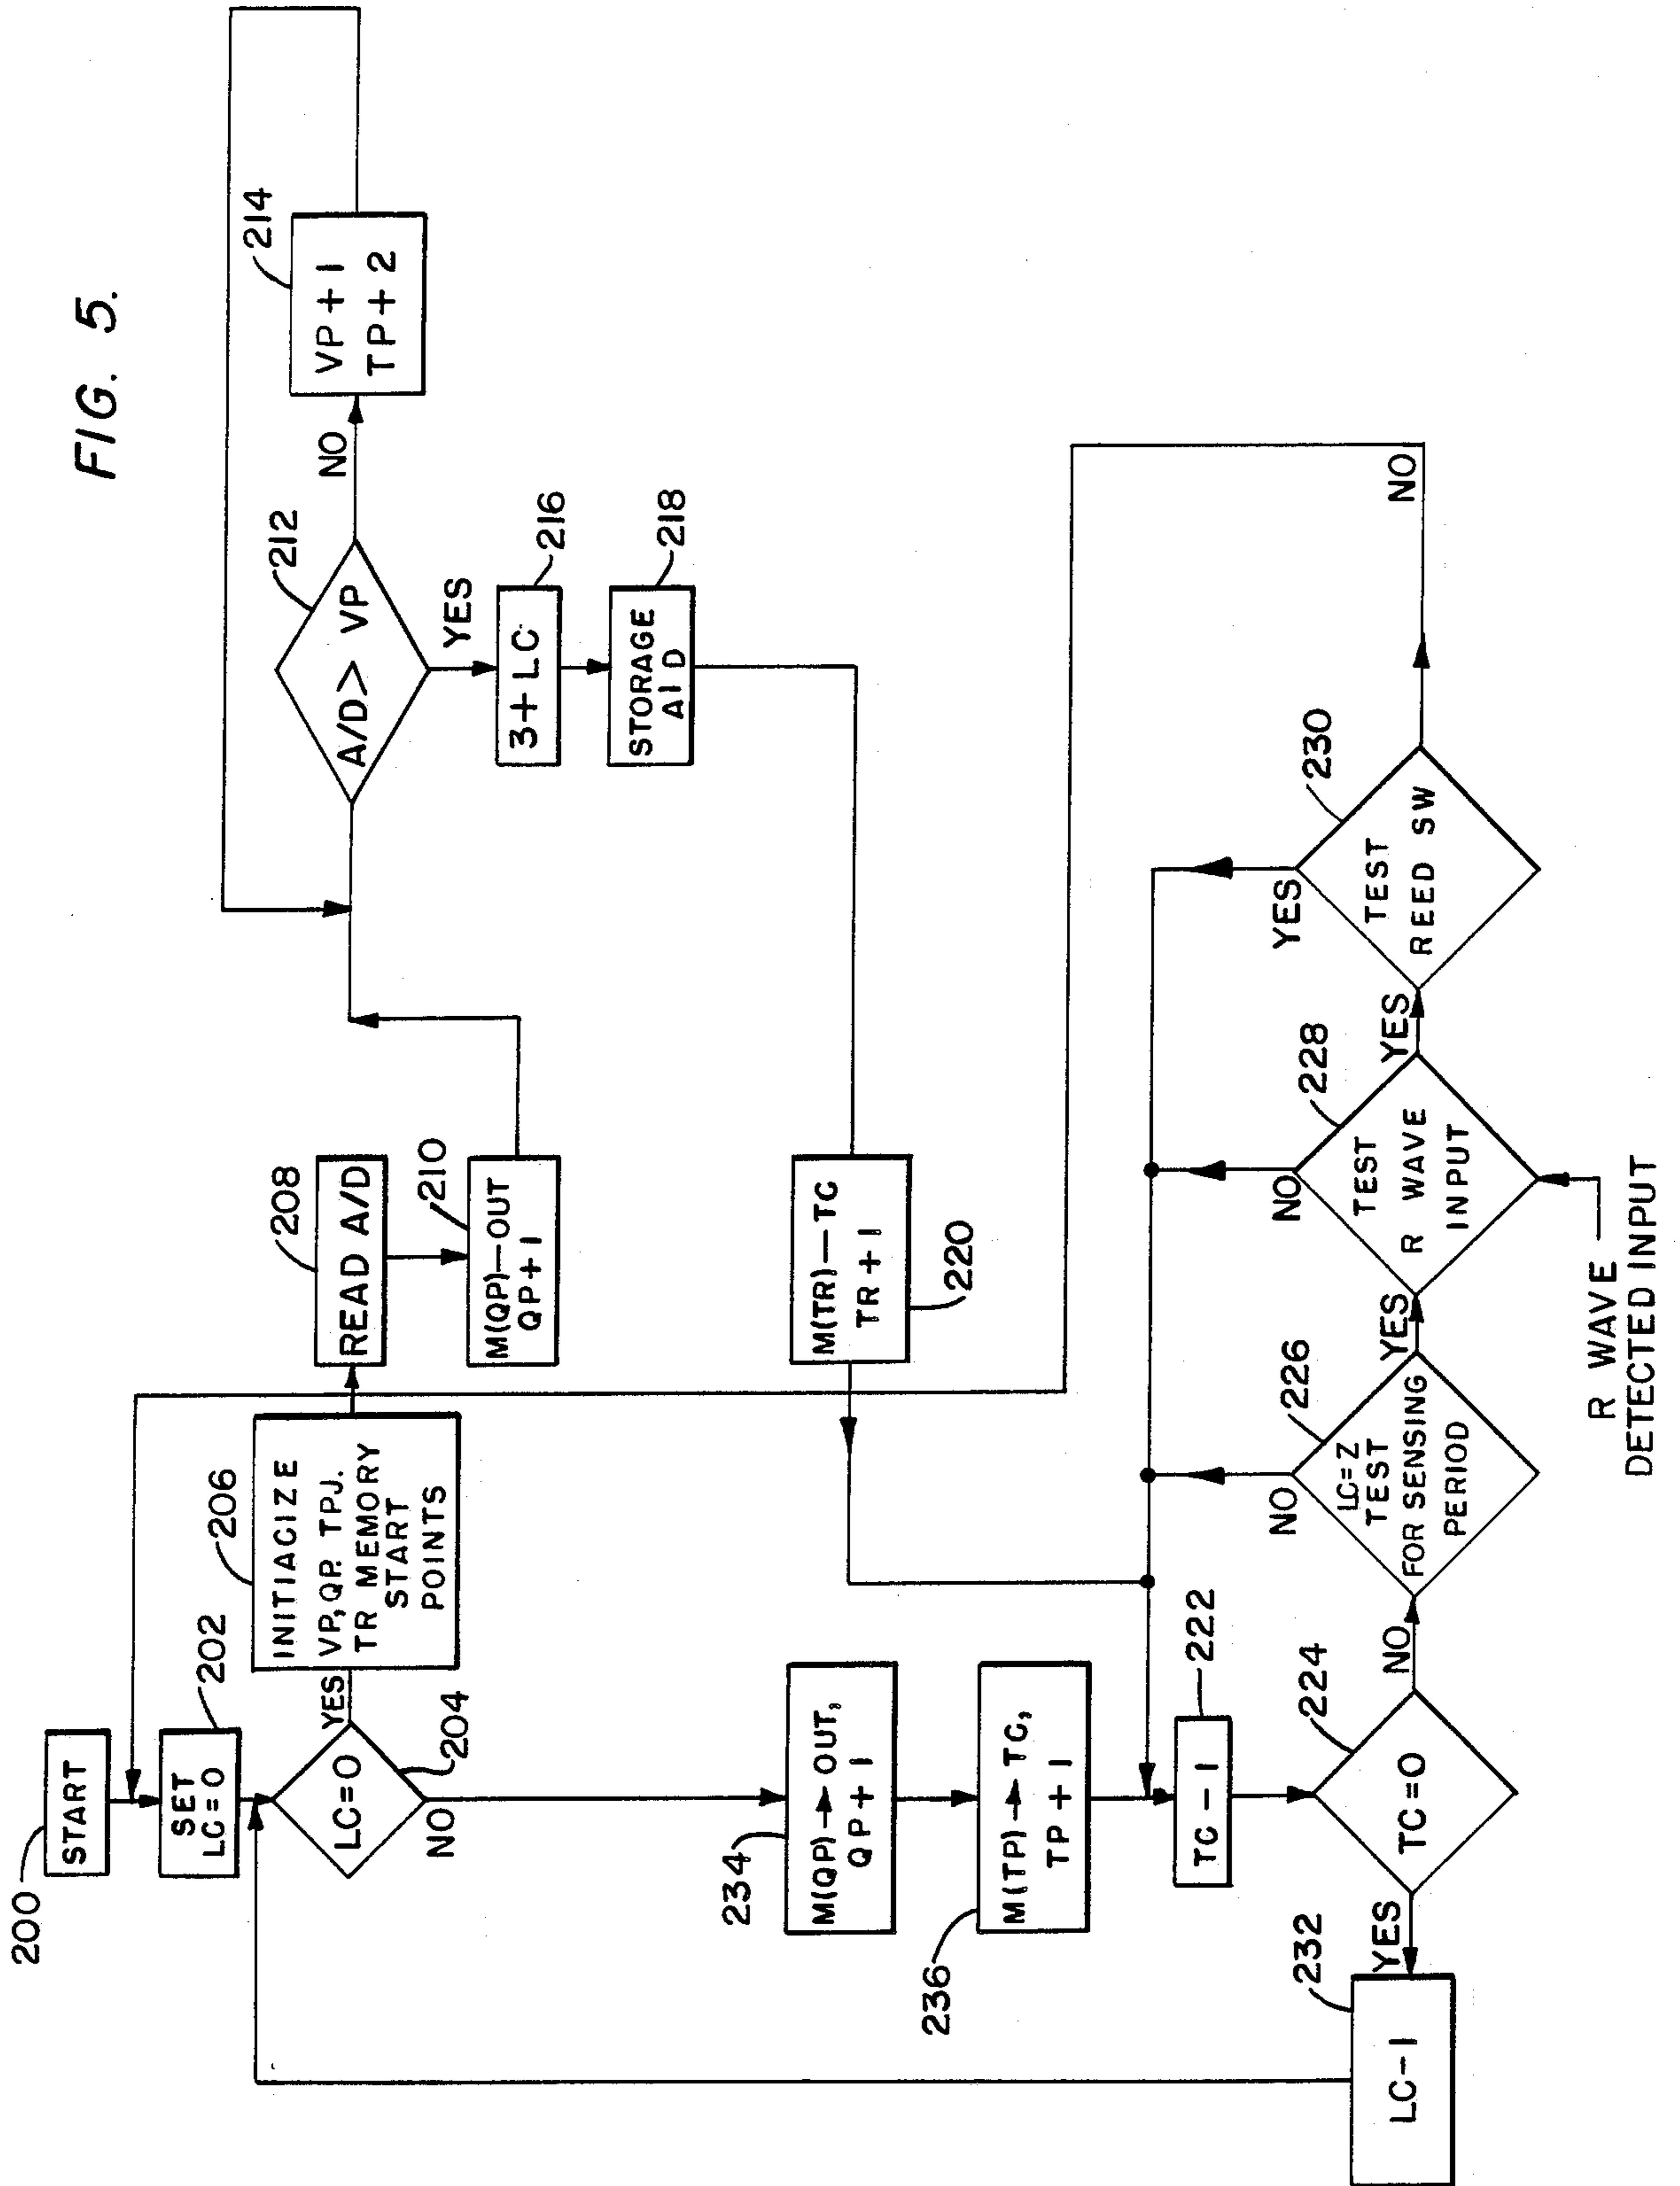 FIG. 5.
200
START
202
SET
LC=0
204
LC=0
YES
NO
206
INITIACIZE
VP, QP. TPJ.
TR MEMORY
START
POINTS
208
READ A/D
210
M(QP)—OUT
QP+1
212
A/D> VP
NO
YES
214
VP+1
TP+2
216
3+LC
218
STORAGE
A1D
220
M(TR)—TC
TR+1
234
M(QP)→OUT,
QP+1
236
M(TP)→TC,
TP+1
222
TC-1
224
TC=0
YES
NO
232
LC-1
226
LC=Z
TEST
FOR SENSING
PERIOD
NO
YES
228
TEST
R WAVE
INPUT
NO
YES
R WAVE
DETECTED INPUT
230
TEST
REED SW
YES
NO